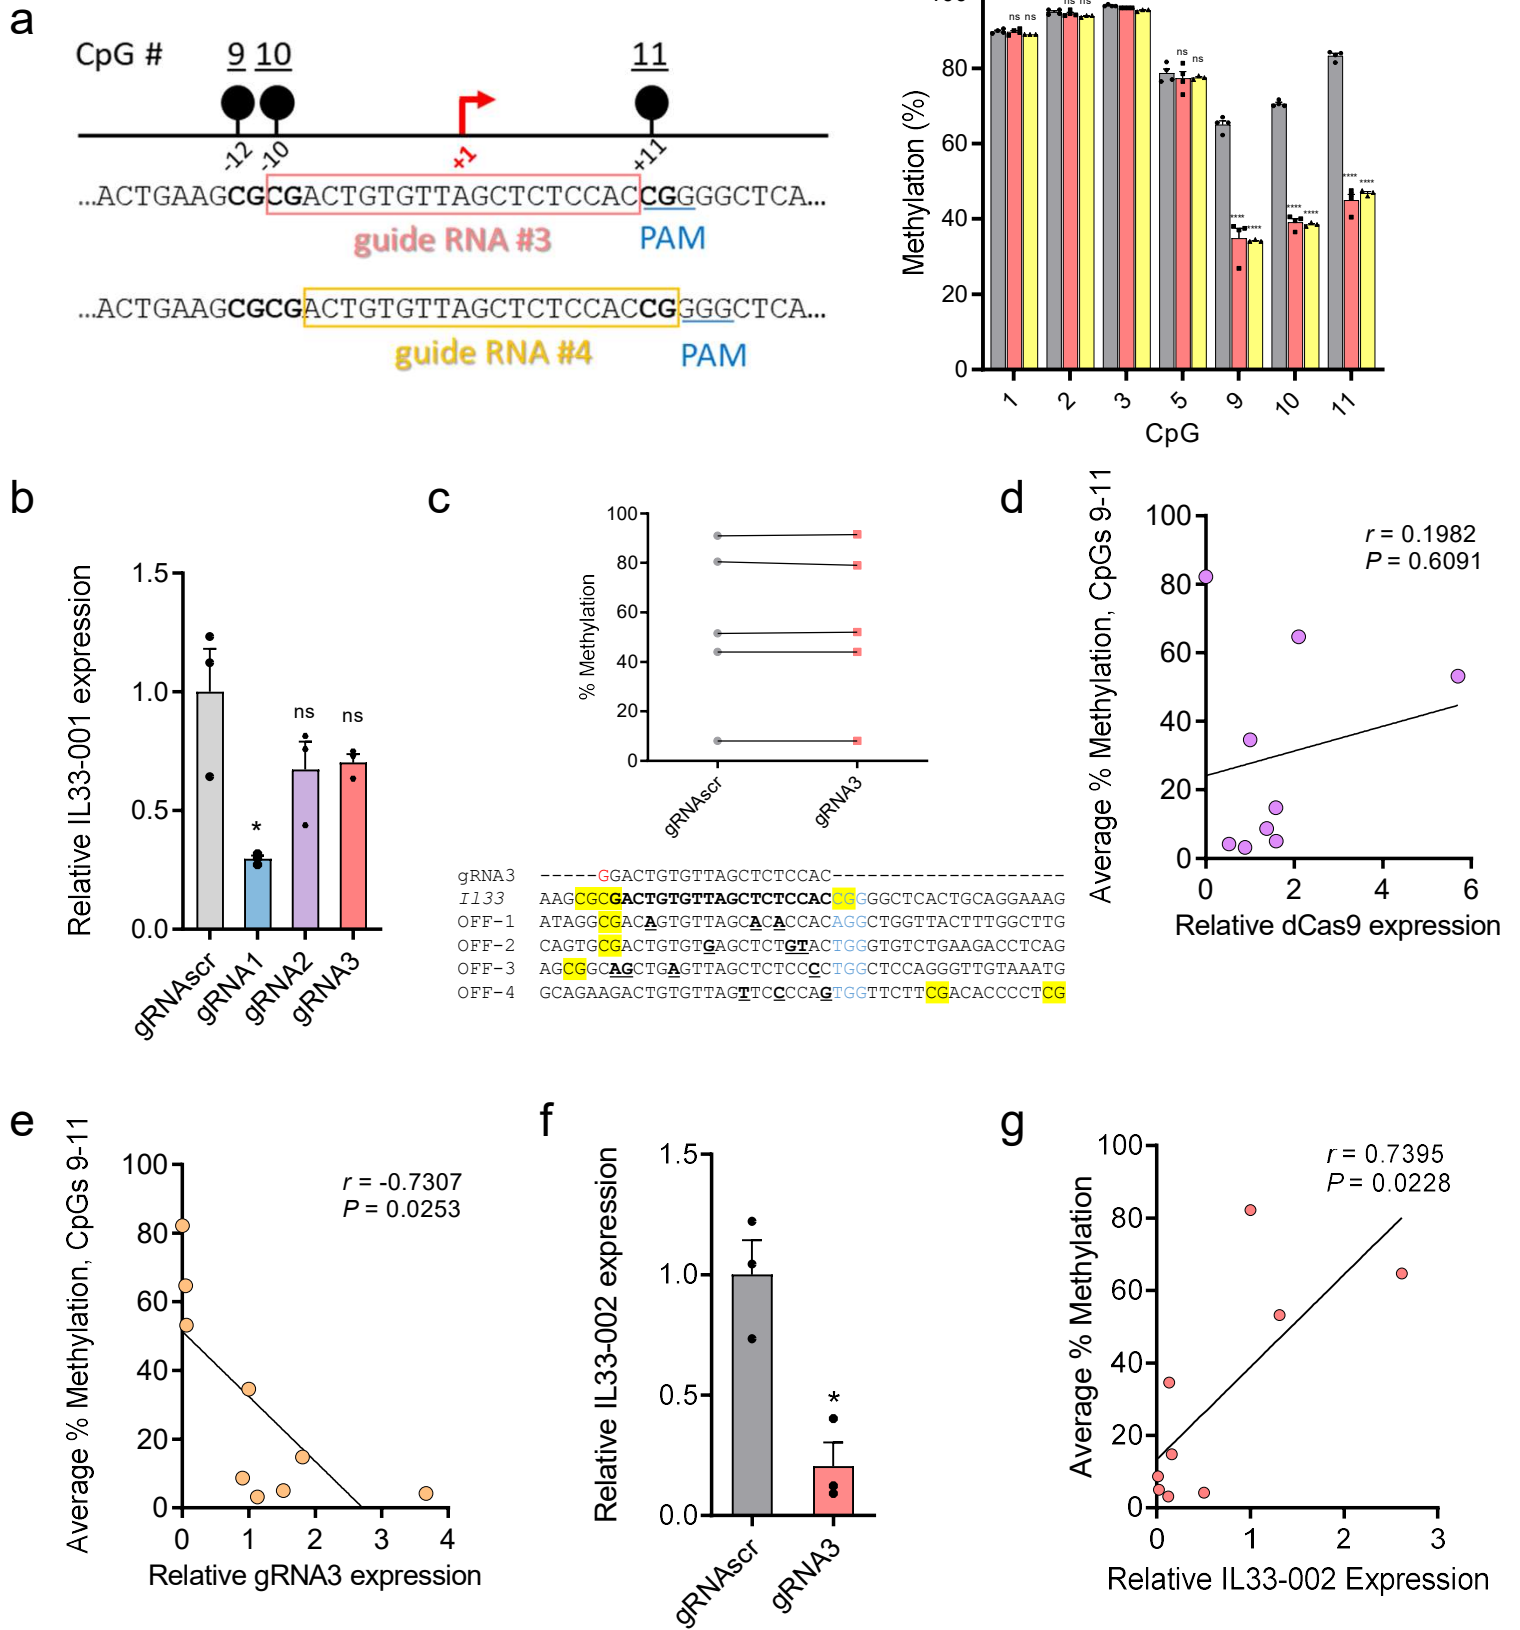 a
CpG # 9 10 11
-12 -10 +1 +11
...ACTGAAGCGCGACTGTGTTAGCTCTCCACCGGGGCTCA...
guide RNA #3 PAM
...ACTGAAGCGCGACTGTGTTAGCTCTCCACCGGGGCTCA...
guide RNA #4 PAM
Methylation (%)
80
60
40
20
0
ns ns
ns ns
ns ns
**** ****
**** ****
**** ****
1 2 3 5 9 10 11
CpG
b
Relative IL33-001 expression
1.5
1.0
0.5
0.0
* ns ns
gRNAscr gRNA1 gRNA2 gRNA3
c
% Methylation
100
80
60
40
20
0
gRNAscr gRNA3
gRNA3 -----GGACTGTGTTAGCTCTCCAC--------------------
Il33 AAGCGCGACTGTGTTAGCTCTCCACCGGGGCTCACTGCAGGAAAG
OFF-1 ATAGGCGACAGTGTTAGCACACCACAGGCTGGTTACTTTGGCTTG
OFF-2 CAGTGCGACTGTGTGAGCTCTGTACTGGGTGTCTGAAGACCTCAG
OFF-3 AGCGGCAGCTGAGTTAGCTCTCCCCTGGCTCCAGGGTTGTAAATG
OFF-4 GCAGAAGACTGTGTTAGTTCCCCAGTGGTTCTTCGACACCCCTCG
d
Average % Methylation, CpGs 9-11
100
80
60
40
20
0
r = 0.1982
P = 0.6091
0 2 4 6
Relative dCas9 expression
e
Average % Methylation, CpGs 9-11
100
80
60
40
20
0
r = -0.7307
P = 0.0253
0 1 2 3 4
Relative gRNA3 expression
f
Relative IL33-002 expression
1.5
1.0
0.5
0.0
*
gRNAscr gRNA3
g
Average % Methylation
100
80
60
40
20
0
r = 0.7395
P = 0.0228
0 1 2 3
Relative IL33-002 Expression